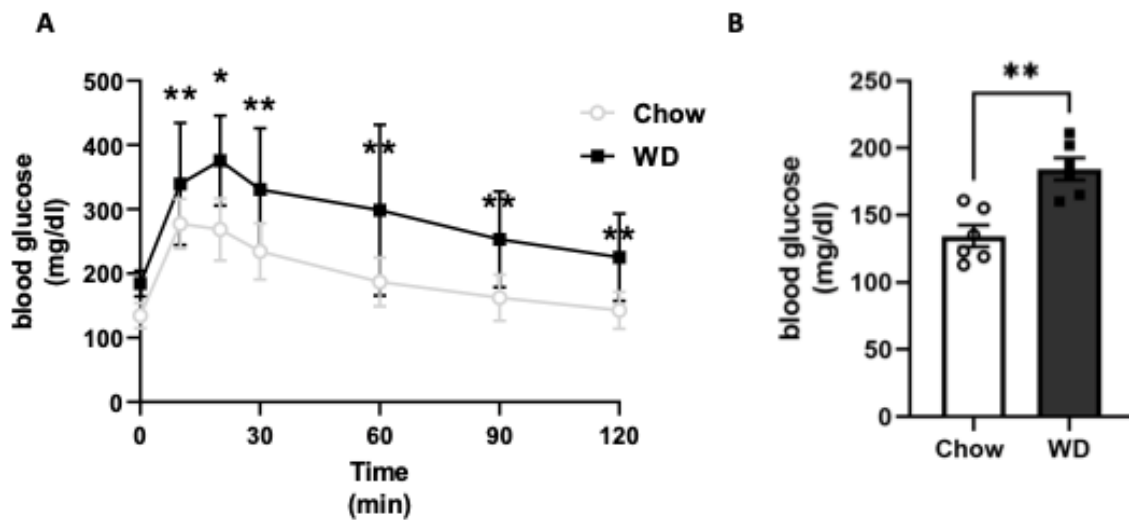 A
blood glucose
(mg/dl)
500
400
300
200
100
0
** * ** ** ** **
Chow
WD
0 30 60 90 120
Time
(min)
B
blood glucose
(mg/dl)
250
200
150
100
50
0
**
Chow WD